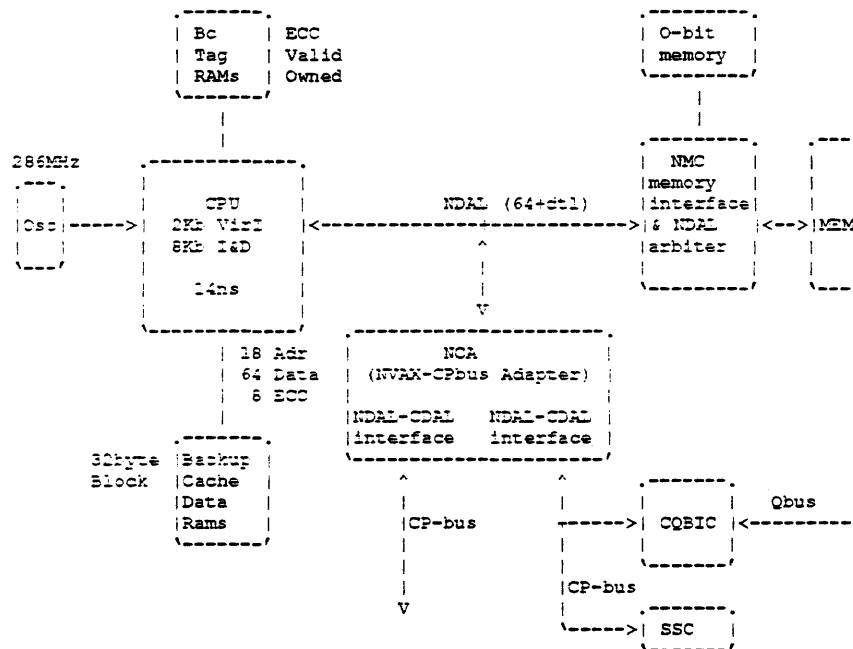 Bc
Tag
RAMs
ECC
Valid
Owned
O-bit
memory
286MHz
Osc
CPU
2Kb VirI
8Kb I&D
14ns
NDAL (64+ctl)
NMC
memory
interface
& NDAL
arbiter
MEM
18 Adr
64 Data
8 ECC
NCA
(NVAX-CPbus Adapter)
NDAL-CDAL NDAL-CDAL
interface interface
32byte
Block
Backup
Cache
Data
Rams
CP-bus
CQBIC
Qbus
CP-bus
SSC